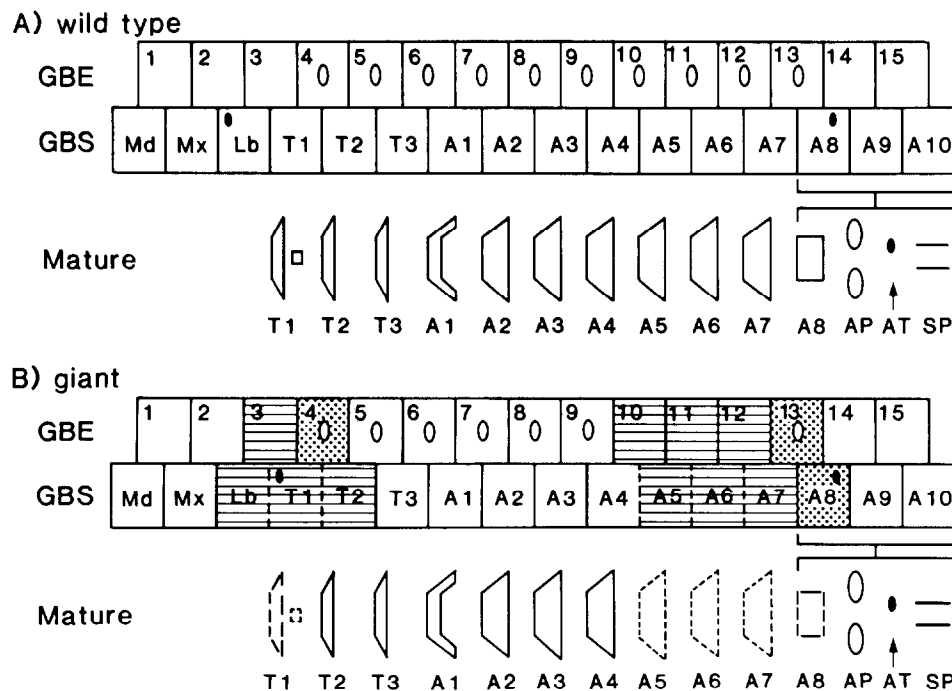 A) wild type
GBE 1 2 3 4 5 6 7 8 9 10 11 12 13 14 15
GBS Md Mx Lb T1 T2 T3 A1 A2 A3 A4 A5 A6 A7 A8 A9 A10
Mature
T1 T2 T3 A1 A2 A3 A4 A5 A6 A7 A8 AP AT SP
B) giant
GBE 1 2 3 4 5 6 7 8 9 10 11 12 13 14 15
GBS Md Mx Lb T1 T2 T3 A1 A2 A3 A4 A5 A6 A7 A8 A9 A10
Mature
T1 T2 T3 A1 A2 A3 A4 A5 A6 A7 A8 AP AT SP